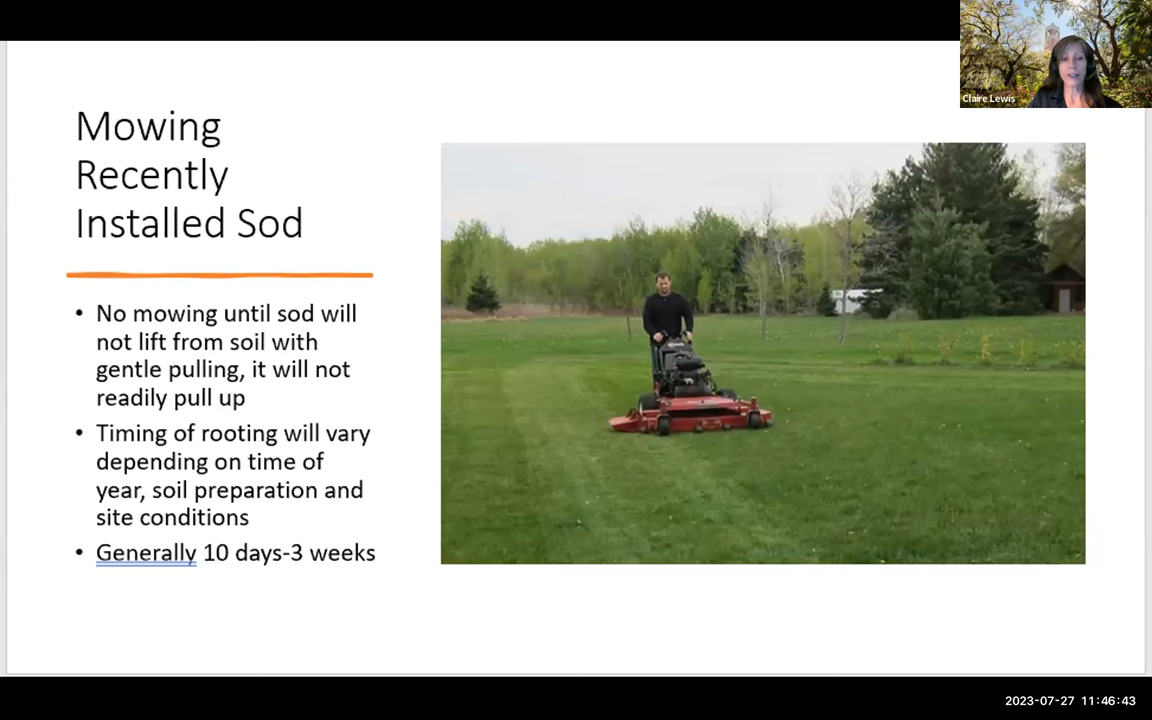 Claire Lewis
Mowing
Recently
Installed Sod
• No mowing until sod will
not lift from soil with
gentle pulling, it will not
readily pull up
• Timing of rooting will vary
depending on time of
year, soil preparation and
site conditions
• Generally 10 days-3 weeks
2023-07-27 11:46:43